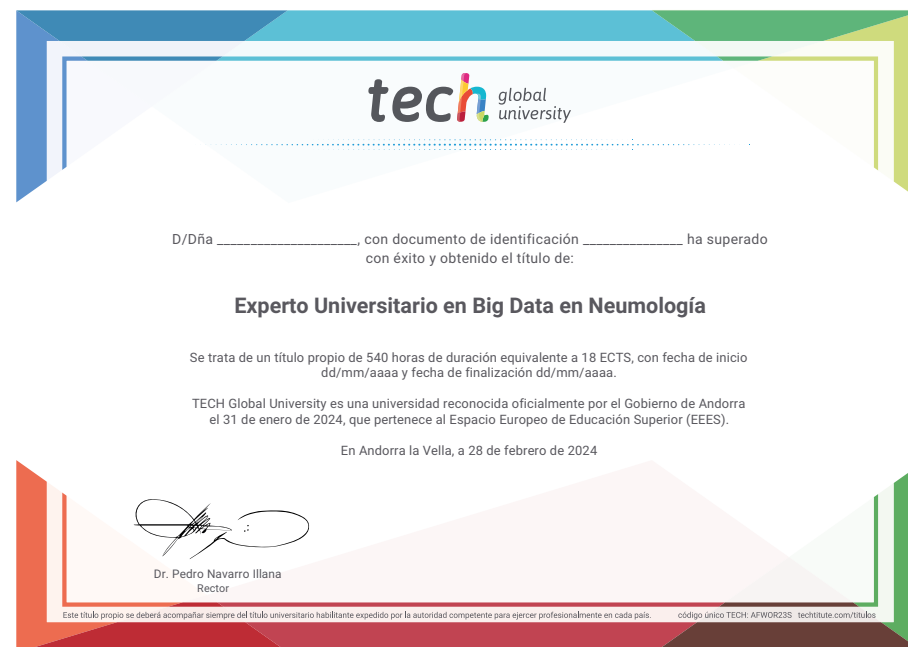 tech global university
D/Dña _____________________, con documento de identificación _______________ ha superado
con éxito y obtenido el título de:
Experto Universitario en Big Data en Neumología
Se trata de un título propio de 540 horas de duración equivalente a 18 ECTS, con fecha de inicio
dd/mm/aaaa y fecha de finalización dd/mm/aaaa.
TECH Global University es una universidad reconocida oficialmente por el Gobierno de Andorra
el 31 de enero de 2024, que pertenece al Espacio Europeo de Educación Superior (EEES).
En Andorra la Vella, a 28 de febrero de 2024
Dr. Pedro Navarro Illana
Rector
Este título propio se deberá acompañar siempre del título universitario habilitante expedido por la autoridad competente para ejercer profesionalmente en cada país. código único TECH: AFWOR23S techtitute.com/titulos